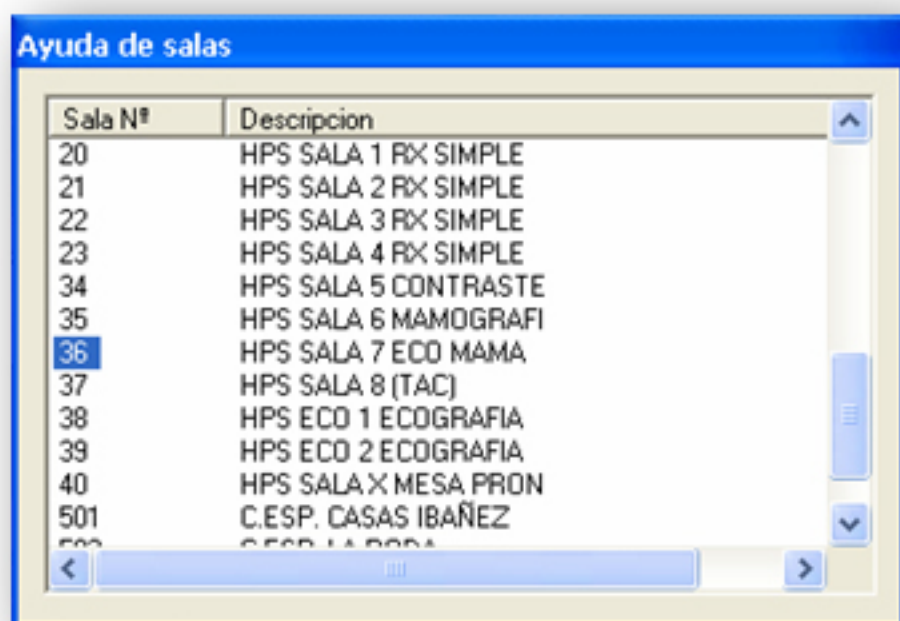 Ayuda de salas
Sala Nº Descripcion
20 HPS SALA 1 RX SIMPLE
21 HPS SALA 2 RX SIMPLE
22 HPS SALA 3 RX SIMPLE
23 HPS SALA 4 RX SIMPLE
34 HPS SALA 5 CONTRASTE
35 HPS SALA 6 MAMOGRAFI
36 HPS SALA 7 ECO MAMA
37 HPS SALA 8 (TAC)
38 HPS ECO 1 ECOGRAFIA
39 HPS ECO 2 ECOGRAFIA
40 HPS SALA X MESA PRON
501 C.ESP. CASAS IBAÑEZ
C.ESP. LA RODA